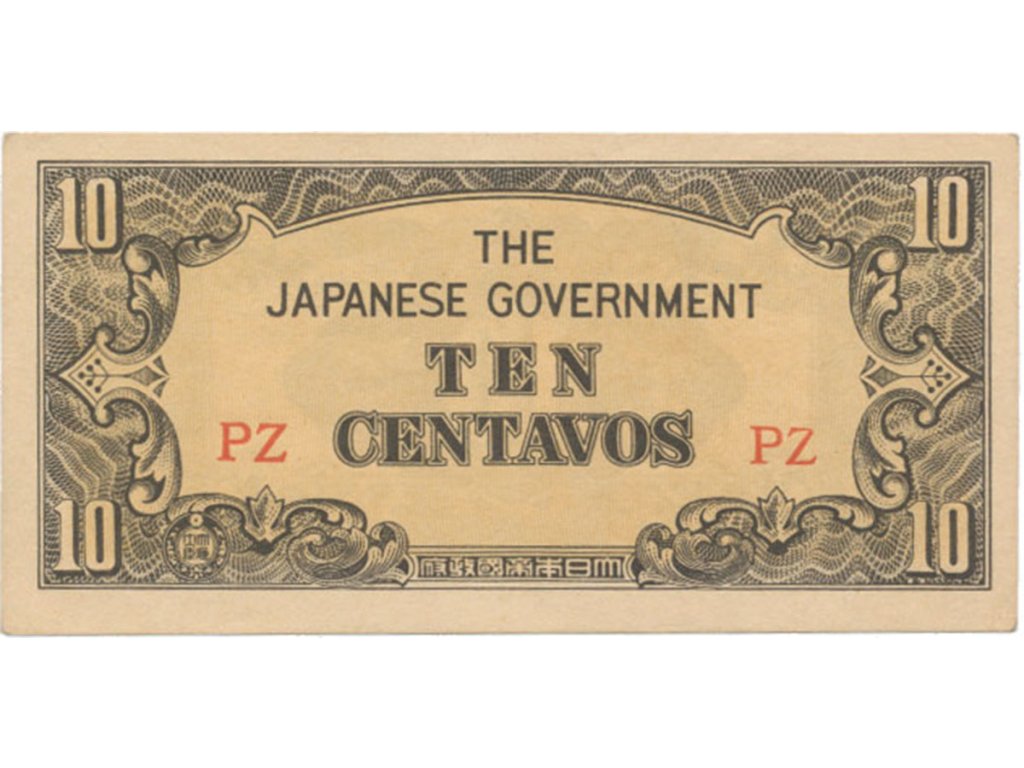 10 10
THE
JAPANESE GOVERNMENT
TEN
PZ CENTAVOS PZ
10 10
大日本帝國政府